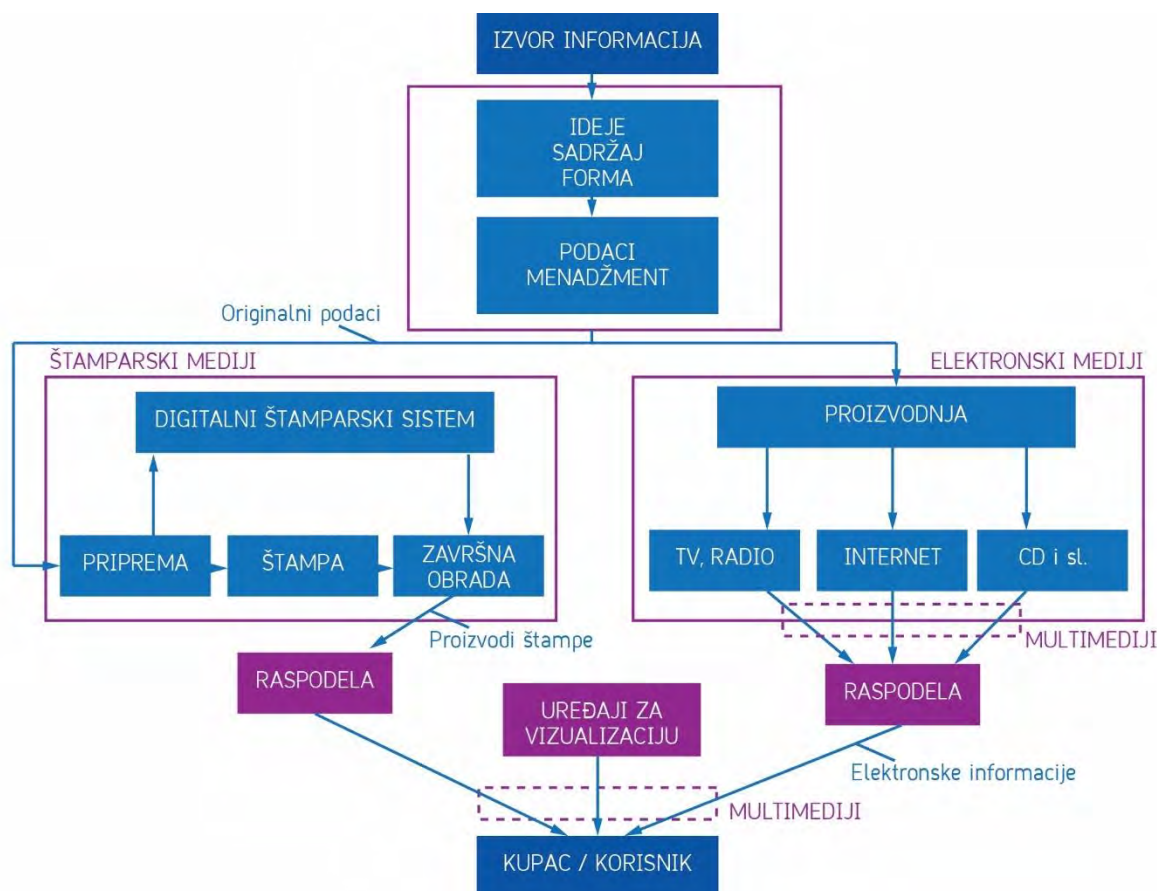 IZVOR INFORMACIJA
IDEJE
SADRŽAJ
FORMA
PODACI
MENADŽMENT
Originalni podaci
ŠTAMPARSKI MEDIJI
ELEKTRONSKI MEDIJI
DIGITALNI ŠTAMPARSKI SISTEM
PROIZVODNJA
PRIPREMA
ŠTAMPA
ZAVRŠNA
OBRADA
TV, RADIO
INTERNET
CD i sl.
Proizvodi štampe
MULTIMEDIJI
RASPODELA
RASPODELA
UREĐAJI ZA
VIZUALIZACIJU
Elektronske informacije
MULTIMEDIJI
KUPAC / KORISNIK